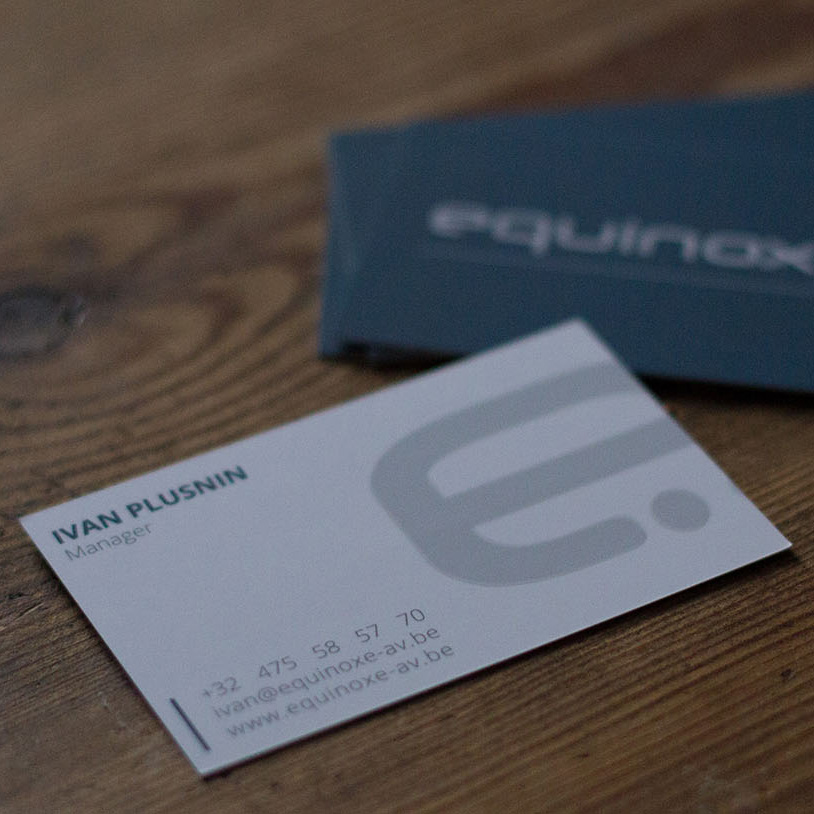 equinox
IVAN PLUSNIN
Manager
+32 475 58 57 70
ivan@equinoxe-av.be
www.equinoxe-av.be